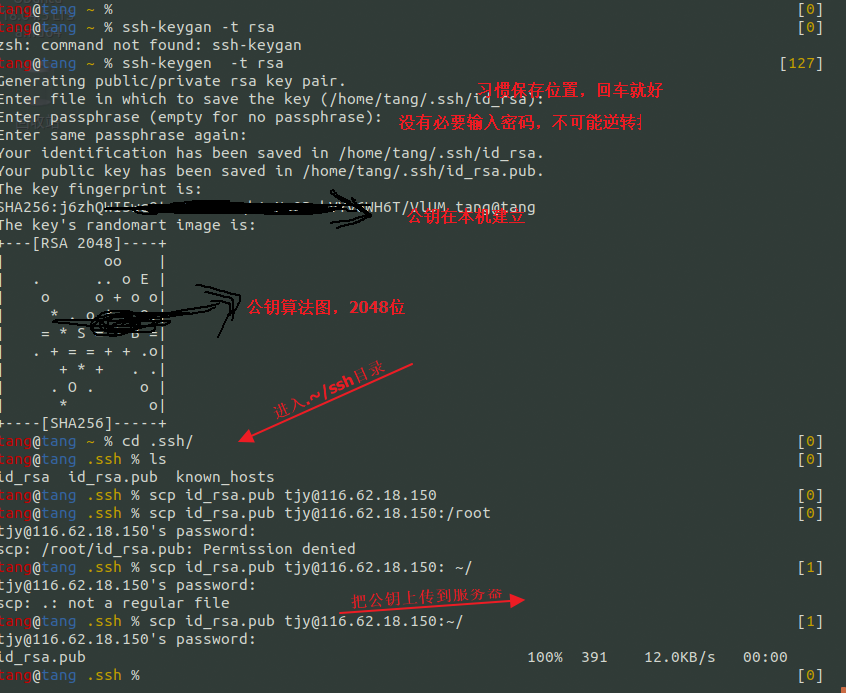 tang@tang ~ % [0]
tang@tang ~ % ssh-keygan -t rsa [0]
zsh: command not found: ssh-keygan
tang@tang ~ % ssh-keygen  -t rsa [127]
Generating public/private rsa key pair.
习惯保存位置，回车就好
Enter file in which to save the key (/home/tang/.ssh/id_rsa):
Enter passphrase (empty for no passphrase):
没有必要输入密码，不可能逆转!
Enter same passphrase again:
Your identification has been saved in /home/tang/.ssh/id_rsa.
Your public key has been saved in /home/tang/.ssh/id_rsa.pub.
The key fingerprint is:
SHA256:j6zhQ WH6T/VlUM tang@tang
公钥在本机建立
The key's randomart image is:
+---[RSA 2048]----+
|           oo    |
|   .      .. o E |
|    o     o + o o|
公钥算法图，2048位
|     * . o
|    = * S   B =|
|   . + = = + + .o|
|      + * +   . .|
|     . O .     o |
|      *         o|
+----[SHA256]-----+
进入.~/ssh目录
tang@tang ~ % cd .ssh/ [0]
tang@tang .ssh % ls [0]
id_rsa  id_rsa.pub  known_hosts
tang@tang .ssh % scp id_rsa.pub tjy@116.62.18.150 [0]
tang@tang .ssh % scp id_rsa.pub tjy@116.62.18.150:/root [0]
tjy@116.62.18.150's password:
scp: /root/id_rsa.pub: Permission denied
tang@tang .ssh % scp id_rsa.pub tjy@116.62.18.150: ~/ [1]
tjy@116.62.18.150's password:
scp: .: not a regular file
把公钥上传到服务器
tang@tang .ssh % scp id_rsa.pub tjy@116.62.18.150:~/ [1]
tjy@116.62.18.150's password:
id_rsa.pub 100%  391   12.0KB/s   00:00
tang@tang .ssh % [0]